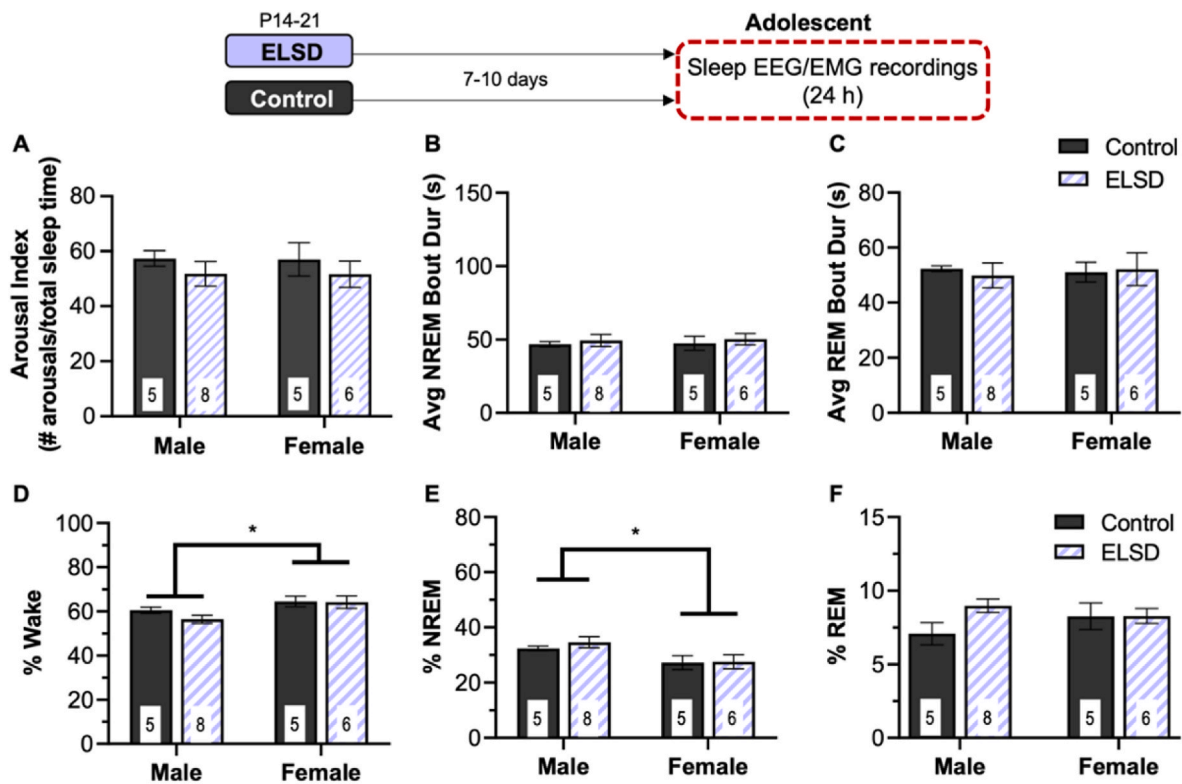 P14-21
ELSD
Control
7-10 days
Adolescent
Sleep EEG/EMG recordings
(24 h)
A
Arousal Index
(# arousals/total sleep time)
80
60
40
20
0
5
8
5
6
Male
Female
B
Avg NREM Bout Dur (s)
150
100
50
0
5
8
5
6
Male
Female
C
Avg REM Bout Dur (s)
80
60
40
20
0
5
8
5
6
Male
Female
Control
ELSD
D
% Wake
100
80
60
40
20
0
*
5
8
5
6
Male
Female
E
% NREM
80
60
40
20
0
*
5
8
5
6
Male
Female
F
% REM
15
10
5
0
5
8
5
6
Male
Female
Control
ELSD